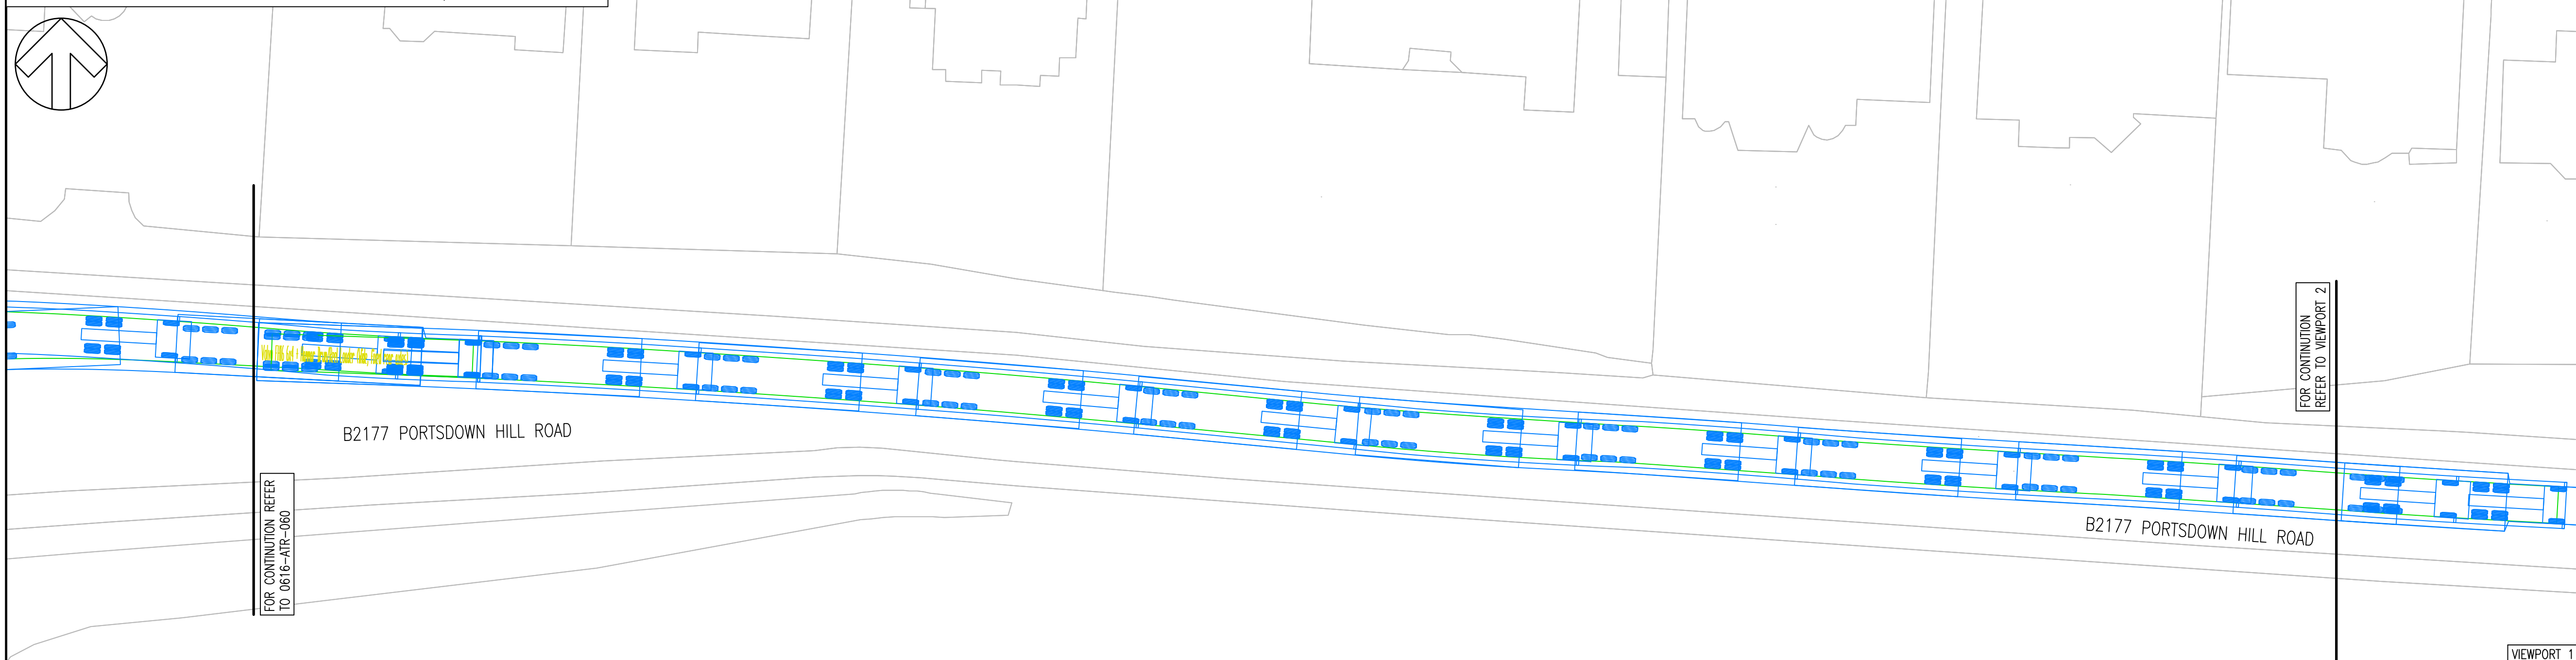 B2177 PORTSDOWN HILL ROAD
FOR CONTINUTION REFER
TO 0616-ATR-060
FOR CONTINUTION
REFER TO VIEWPORT 2
B2177 PORTSDOWN HILL ROAD
VIEWPORT 1